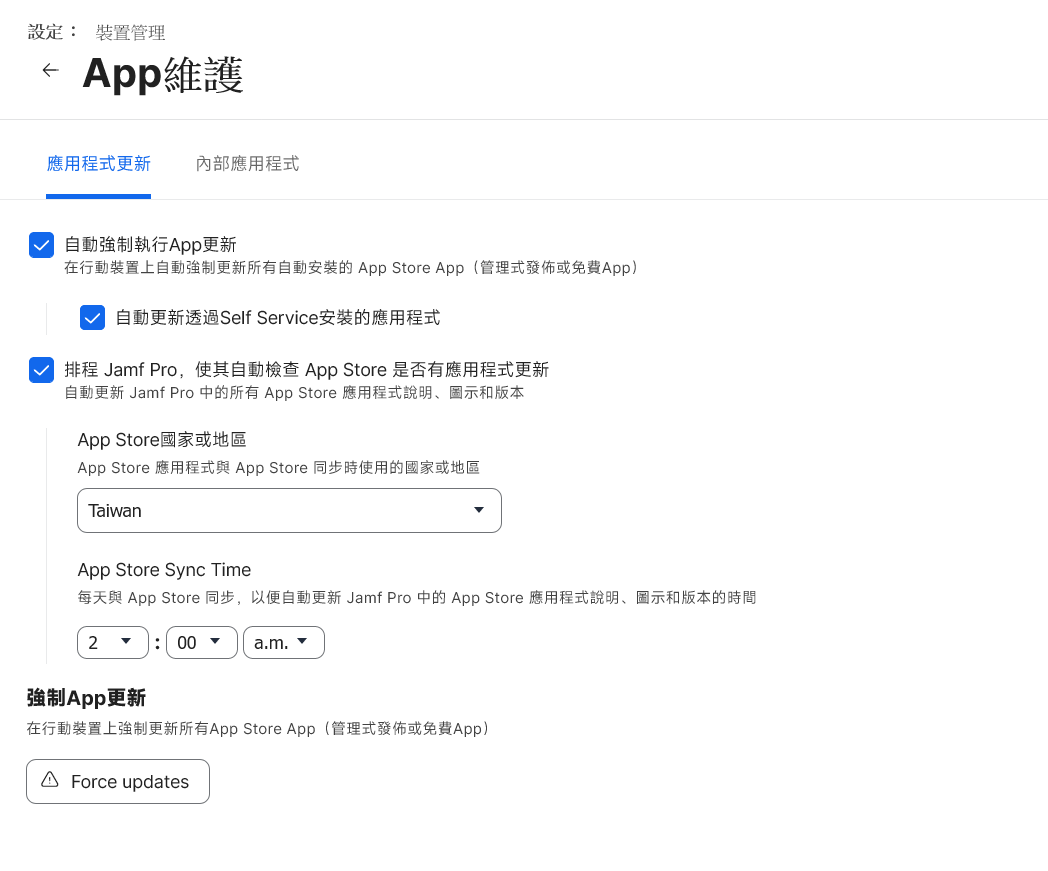 設定： 裝置管理
App維護
應用程式更新 內部應用程式
自動強制執行App更新
在行動裝置上自動強制更新所有自動安裝的 App Store App（管理式發佈或免費App）
自動更新透過Self Service安裝的應用程式
排程 Jamf Pro，使其自動檢查 App Store 是否有應用程式更新
自動更新 Jamf Pro 中的所有 App Store 應用程式說明、圖示和版本
App Store國家或地區
App Store 應用程式與 App Store 同步時使用的國家或地區
Taiwan
App Store Sync Time
每天與 App Store 同步，以便自動更新 Jamf Pro 中的 App Store 應用程式說明、圖示和版本的時間
2 : 00 a.m.
強制App更新
在行動裝置上強制更新所有App Store App（管理式發佈或免費App）
Force updates